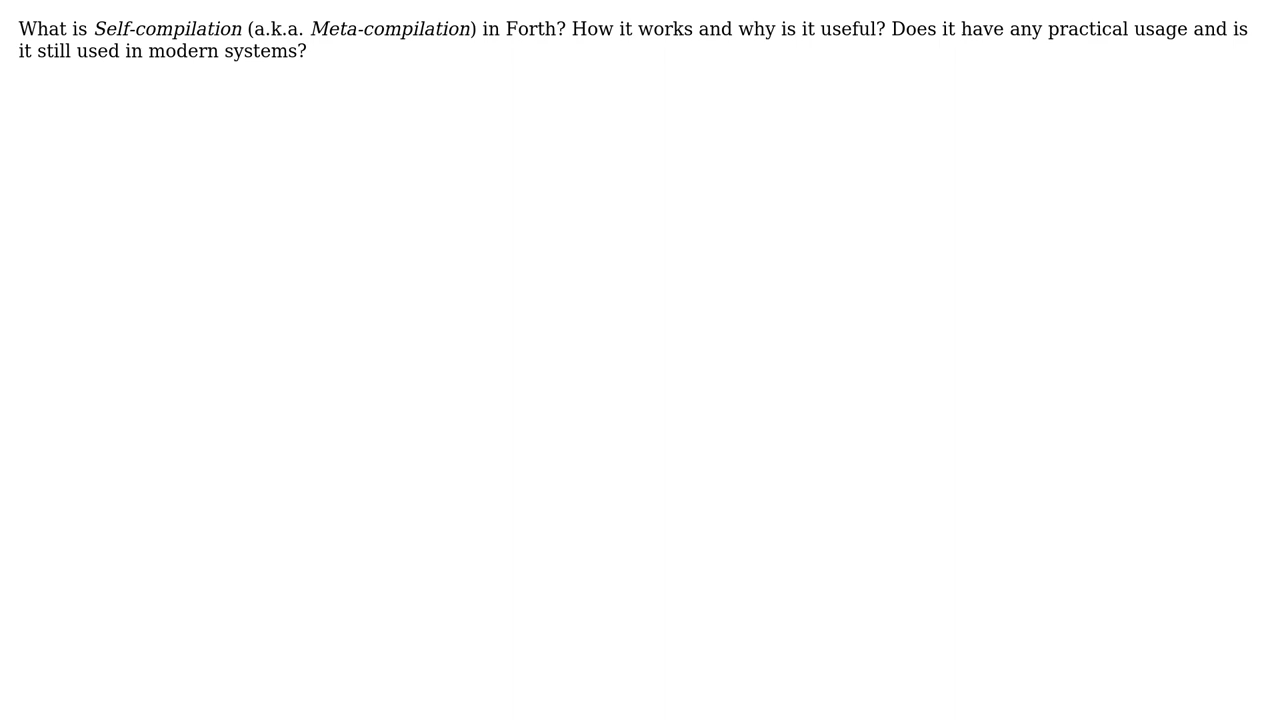 What is Self-compilation (a.k.a. Meta-compilation) in Forth? How it works and why is it useful? Does it have any practical usage and is
it still used in modern systems?